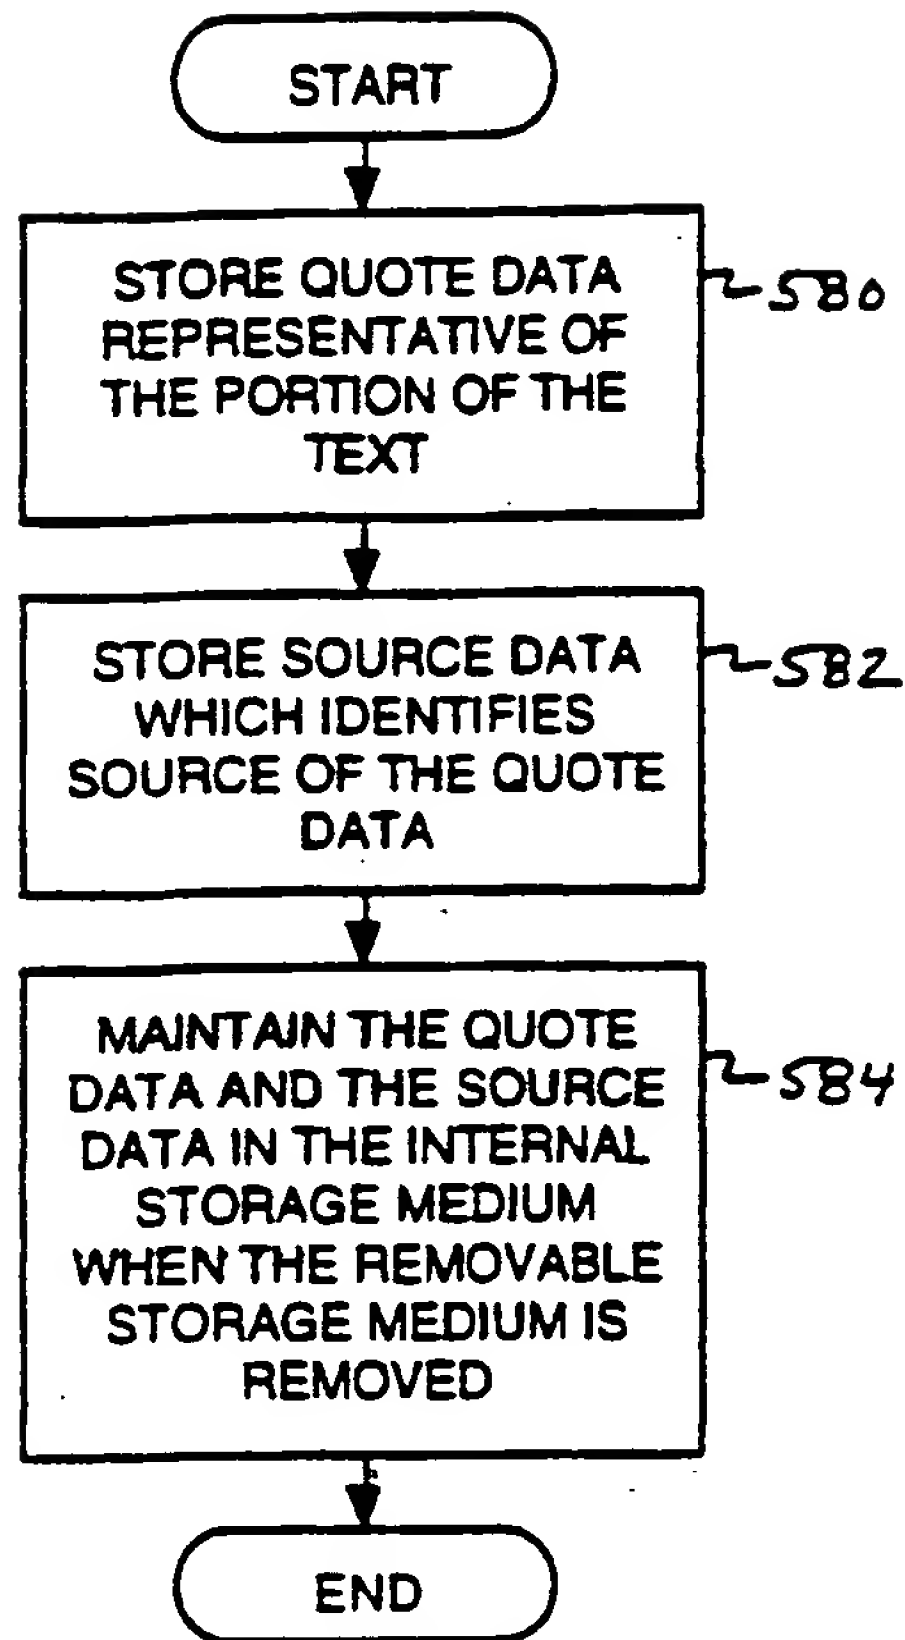 START
STORE QUOTE DATA
REPRESENTATIVE OF
THE PORTION OF THE
TEXT
580
STORE SOURCE DATA
WHICH IDENTIFIES
SOURCE OF THE QUOTE
DATA
582
MAINTAIN THE QUOTE
DATA AND THE SOURCE
DATA IN THE INTERNAL
STORAGE MEDIUM
WHEN THE REMOVABLE
STORAGE MEDIUM IS
REMOVED
584
END